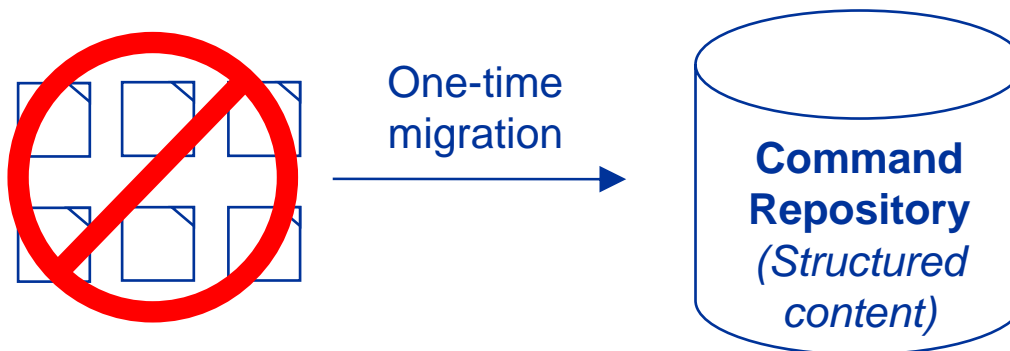 One-time
migration
Command
Repository
(Structured
content)